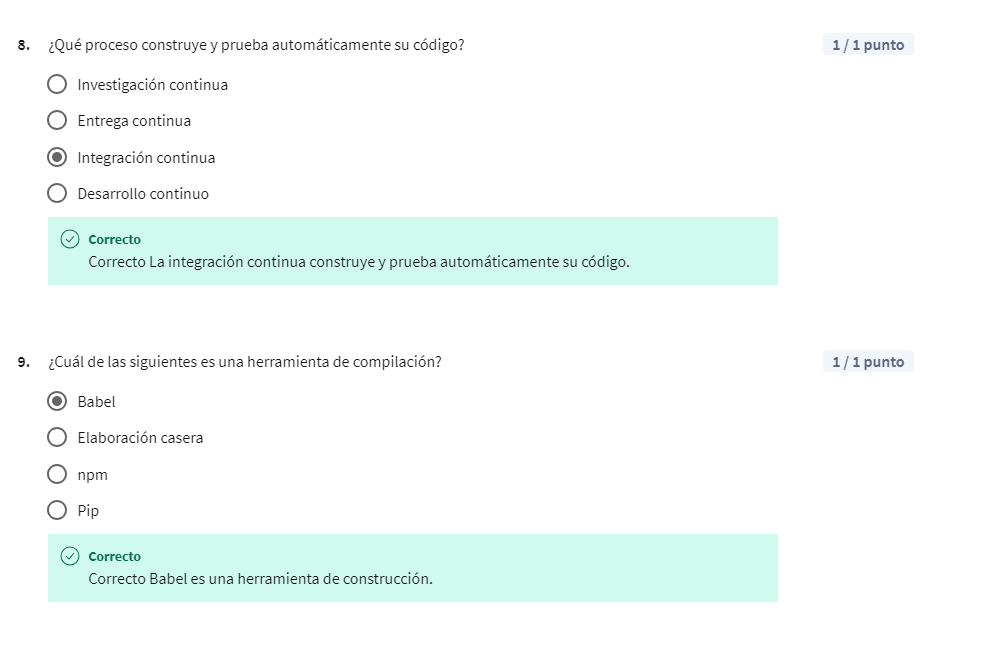 8. ¿Qué proceso construye y prueba automáticamente su código? 1 / 1 punto
Investigación continua
Entrega continua
Integración continua
Desarrollo continuo
Correcto
Correcto La integración continua construye y prueba automáticamente su código.
9. ¿Cuál de las siguientes es una herramienta de compilación? 1 / 1 punto
Babel
Elaboración casera
npm
Pip
Correcto
Correcto Babel es una herramienta de construcción.